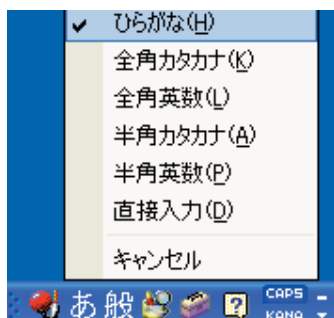 ひらがな(H)
全角カタカナ(K)
全角英数(L)
半角カタカナ(A)
半角英数(P)
直接入力(D)
キャンセル
あ 般 ? CAPS
KANA